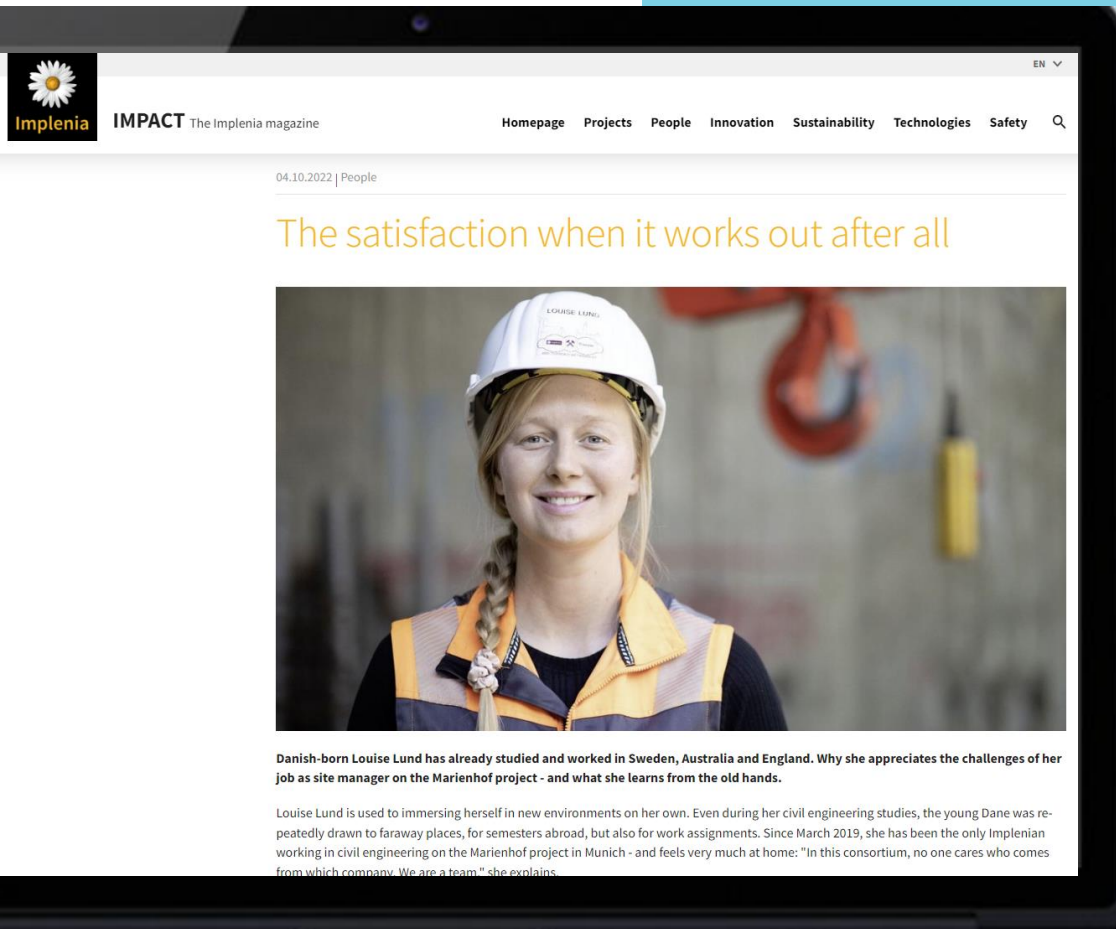 EN
Implenia
IMPACT The Implenia magazine
Homepage Projects People Innovation Sustainability Technologies Safety
04.10.2022 | People
The satisfaction when it works out after all
LOUISE LUND
Danish-born Louise Lund has already studied and worked in Sweden, Australia and England. Why she appreciates the challenges of her
job as site manager on the Marienhof project - and what she learns from the old hands.
Louise Lund is used to immersing herself in new environments on her own. Even during her civil engineering studies, the young Dane was re-
peatedly drawn to faraway places, for semesters abroad, but also for work assignments. Since March 2019, she has been the only Implenian
working in civil engineering on the Marienhof project in Munich - and feels very much at home: "In this consortium, no one cares who comes
from which company. We are a team," she explains.